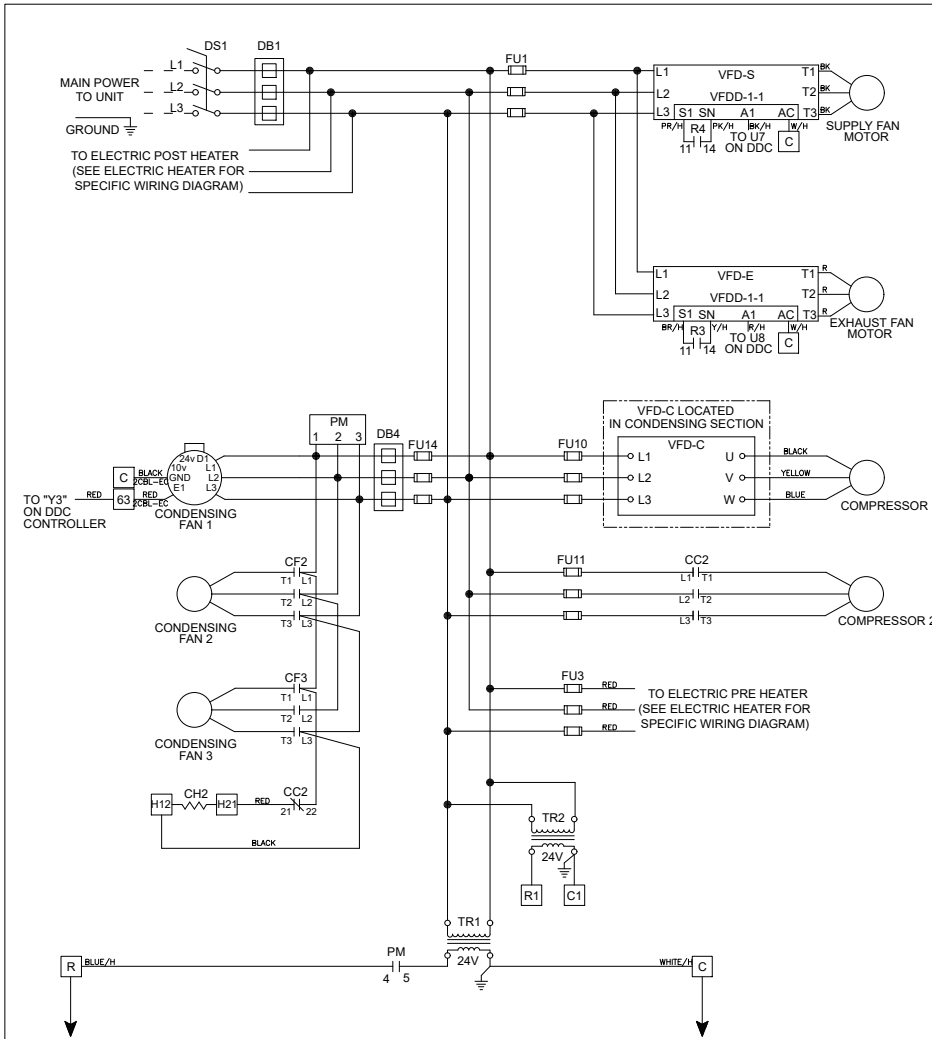 DS1 DB1 FU1
L1
L2
L3
MAIN POWER
TO UNIT
GROUND
TO ELECTRIC POST HEATER
(SEE ELECTRIC HEATER FOR
SPECIFIC WIRING DIAGRAM)
L1 VFD-S T1 BK
L2 T2 BK
VFDD-1-1
L3 S1 SN A1 AC T3 BK
PR/H R4 PK/H BK/H W/H
11 14 TO U7
ON DDC
C
SUPPLY FAN
MOTOR
L1 VFD-E T1 R
L2 T2 R
VFDD-1-1
L3 S1 SN A1 AC T3 R
BR/H R3 Y/H R/H W/H
11 14 TO U8
ON DDC
C
EXHAUST FAN
MOTOR
PM
1 2 3
DB4 FU14 FU10
24v D1
10v L1
GND L2
E1 L3
C BLACK
2CBL-EC
TO "Y3"
ON DDC
CONTROLLER
RED 63 RED
2CBL-EC
CONDENSING
FAN 1
VFD-C LOCATED
IN CONDENSING SECTION
VFD-C
L1 U BLACK
L2 V YELLOW
L3 W BLUE
COMPRESSOR
CF2
T1 L1
T2 L2
T3 L3
CONDENSING
FAN 2
FU11 CC2
L1 T1
L2 T2
L3 T3
COMPRESSOR 2
CF3
T1 L1
T2 L2
T3 L3
CONDENSING
FAN 3
FU3
RED
RED
RED
TO ELECTRIC PRE HEATER
(SEE ELECTRIC HEATER FOR
SPECIFIC WIRING DIAGRAM)
H12 CH2 H21 RED CC2
21 22
BLACK
TR2
24V
R1 C1
TR1
24V
R BLUE/H PM
4 5
WHITE/H C